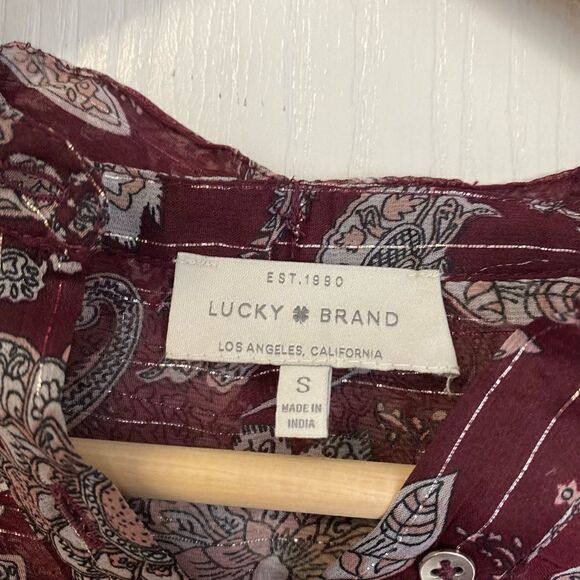 EST.1990
LUCKY BRAND
LOS ANGELES, CALIFORNIA
S
MADE IN
INDIA